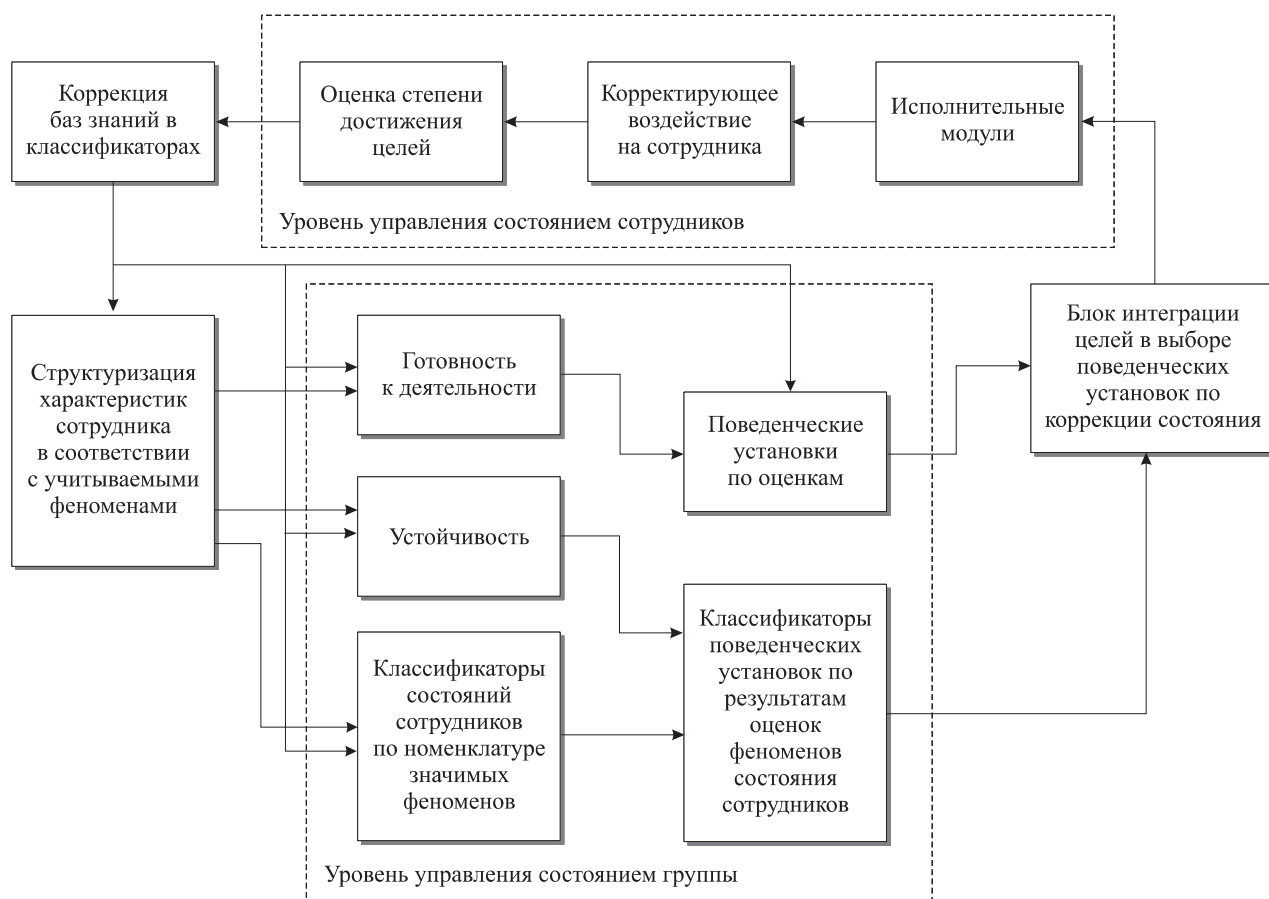 Коррекция
баз знаний в
классификаторах
Оценка степени
достижения
целей
Корректирующее
воздействие
на сотрудника
Исполнительные
модули
Уровень управления состоянием сотрудников
Структуризация
характеристик
сотрудника
в соответствии
с учитываемыми
феноменами
Готовность
к деятельности
Устойчивость
Классификаторы
состояний
сотрудников
по номенклатуре
значимых
феноменов
Поведенческие
установки
по оценкам
Классификаторы
поведенческих
установок по
результатам
оценок
феноменов
состояния
сотрудников
Блок интеграции
целей в выборе
поведенческих
установок по
коррекции состояния
Уровень управления состоянием группы